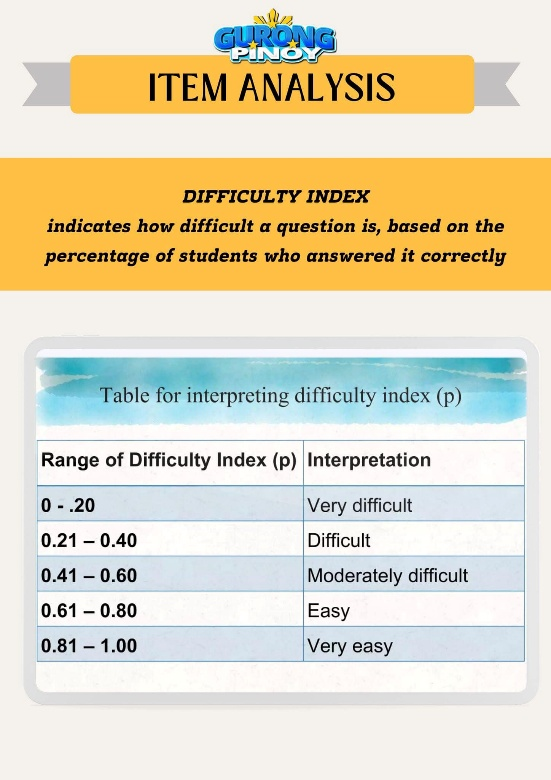 GURONG
PINOY
ITEM ANALYSIS
DIFFICULTY INDEX
indicates how difficult a question is, based on the
percentage of students who answered it correctly
Table for interpreting difficulty index (p)
Range of Difficulty Index (p) Interpretation
0 - .20 Very difficult
0.21 – 0.40 Difficult
0.41 – 0.60 Moderately difficult
0.61 – 0.80 Easy
0.81 – 1.00 Very easy